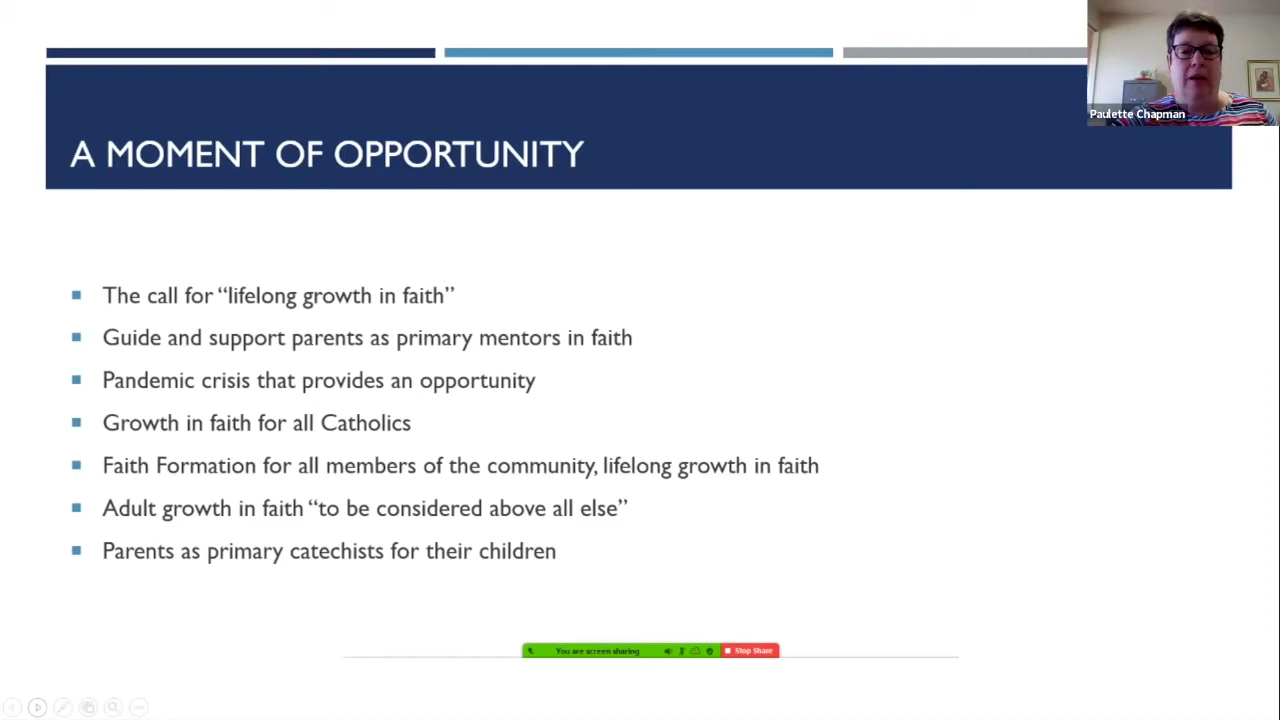 Paulette Chapman
A MOMENT OF OPPORTUNITY
The call for “lifelong growth in faith”
Guide and support parents as primary mentors in faith
Pandemic crisis that provides an opportunity
Growth in faith for all Catholics
Faith Formation for all members of the community, lifelong growth in faith
Adult growth in faith “to be considered above all else”
Parents as primary catechists for their children
You are screen sharing Stop Share